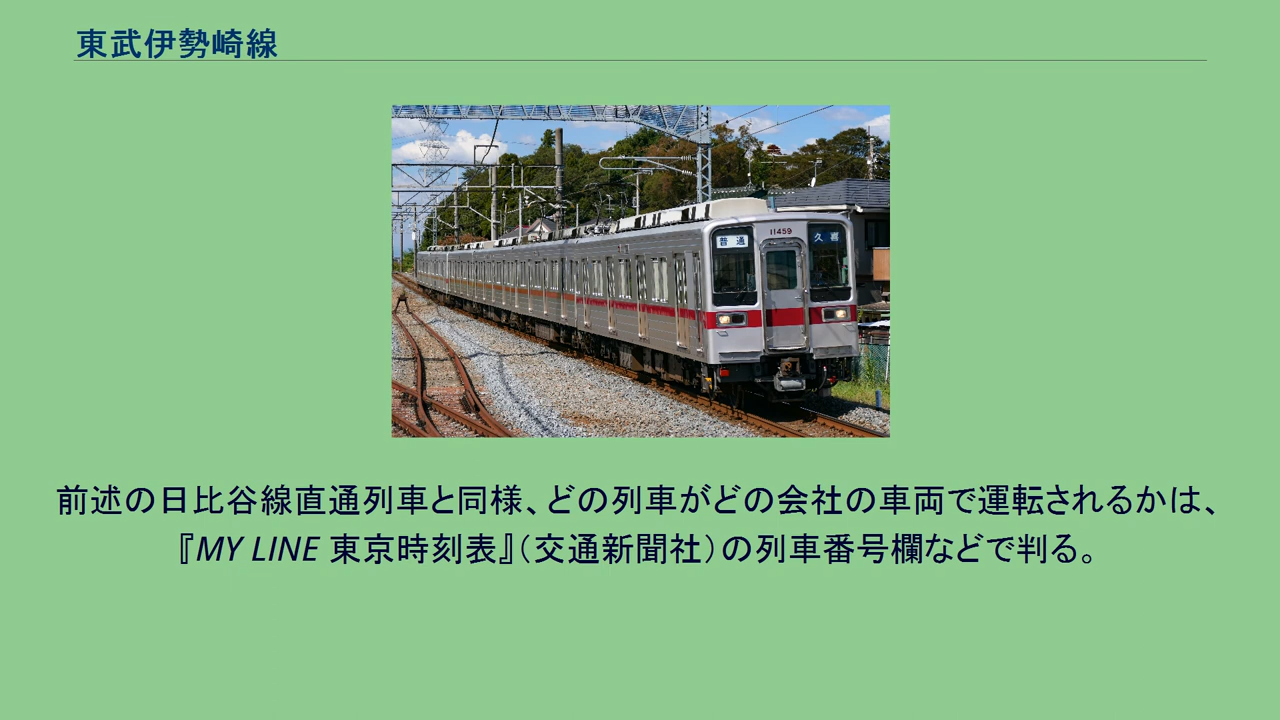 東武伊勢崎線
普通
11459
久喜
前述の日比谷線直通列車と同様、どの列車がどの会社の車両で運転されるかは、
『MY LINE 東京時刻表』（交通新聞社）の列車番号欄などで判る。